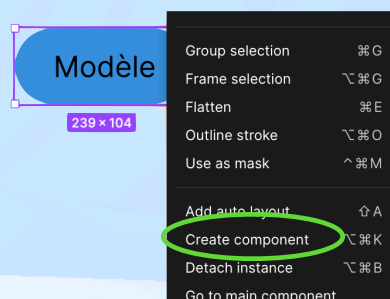 Modèle
239 × 104
Group selection ⌘G
Frame selection ⌥⌘G
Flatten ⌘E
Outline stroke ⌥⌘O
Use as mask ^⌘M
Add auto layout ⇧A
Create component ⌥⌘K
Detach instance ⌥⌘B
Go to main component